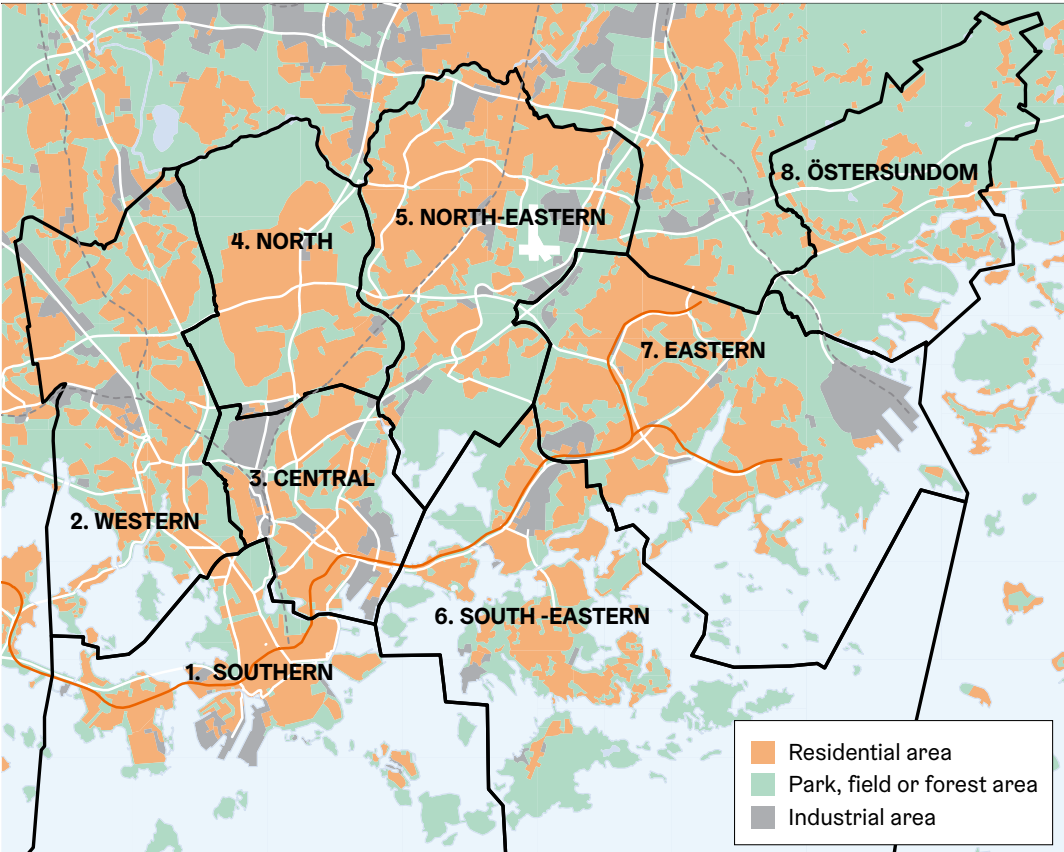 8. ÖSTERSUNDOM
5. NORTH-EASTERN
4. NORTH
7. EASTERN
3. CENTRAL
2. WESTERN
6. SOUTH -EASTERN
1. SOUTHERN
Residential area
Park, field or forest area
Industrial area